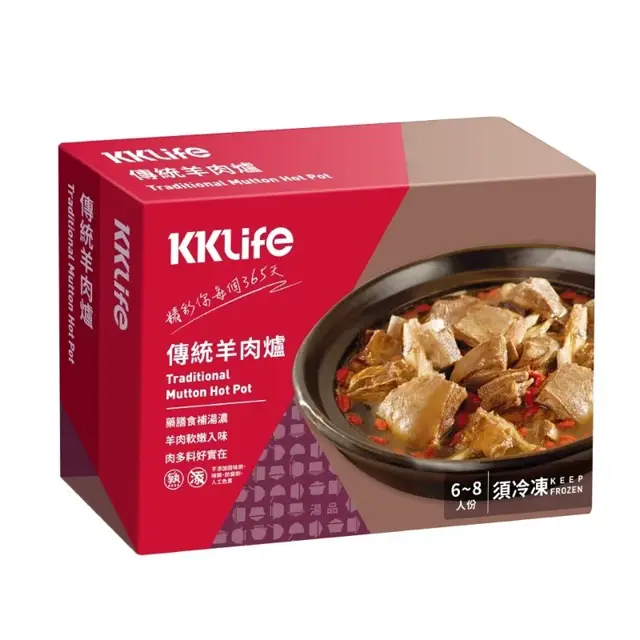 KKLife
傳統羊肉爐
Traditional Mutton Hot Pot
傳統羊肉爐
Traditional Mutton Hot Pot
KKLife
KKLife
精彩你每個365天
傳統羊肉爐
Traditional
Mutton Hot Pot
藥膳食補湯濃
羊肉軟嫩入味
肉多料好實在
熟
湯品
6~8
人份
須冷凍
KEEP
FROZEN